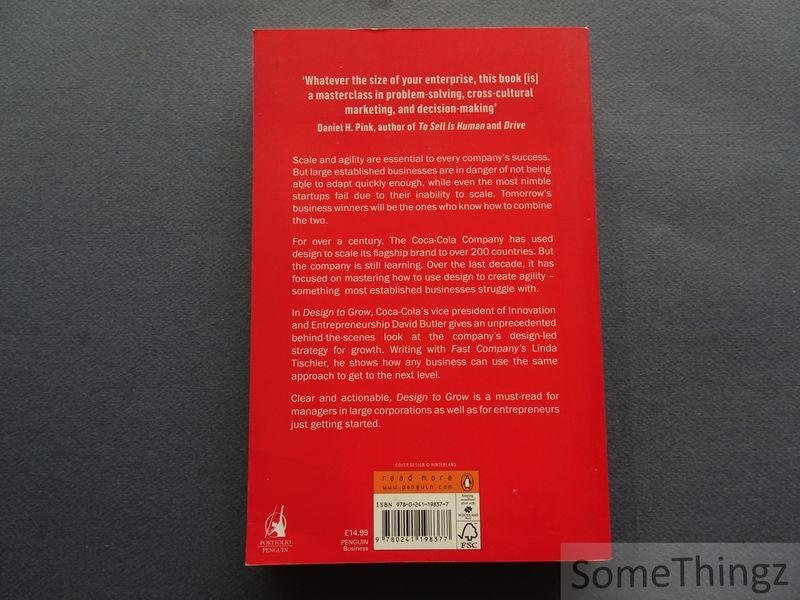 'Whatever the size of your enterprise, this book [is]
a masterclass in problem-solving, cross-cultural
marketing, and decision-making'
Daniel H. Pink, author of To Sell Is Human and Drive
Scale and agility are essential to every company's success.
But large established businesses are in danger of not being
able to adapt quickly enough, while even the most nimble
startups fail due to their inability to scale. Tomorrow's
business winners will be the ones who know how to combine
the two.
For over a century, The Coca-Cola Company has used
design to scale its flagship brand to over 200 countries. But
the company is still learning. Over the last decade, it has
focused on mastering how to use design to create agility –
something most established businesses struggle with.
In Design to Grow, Coca-Cola's vice president of Innovation
and Entrepreneurship David Butler gives an unprecedented
behind-the-scenes look at the company's design-led
strategy for growth. Writing with Fast Company's Linda
Tischler, he shows how any business can use the same
approach to get to the next level.
Clear and actionable, Design to Grow is a must-read for
managers in large corporations as well as for entrepreneurs
just getting started.
COVER DESIGN © HINTERLAND
read more
www.penguin.com
ISBN 978-0-241-19837-7
9 780241 198377
£14.99
PENGUIN
Business
PORTFOLIO
PENGUIN
FSC
SomeThingz